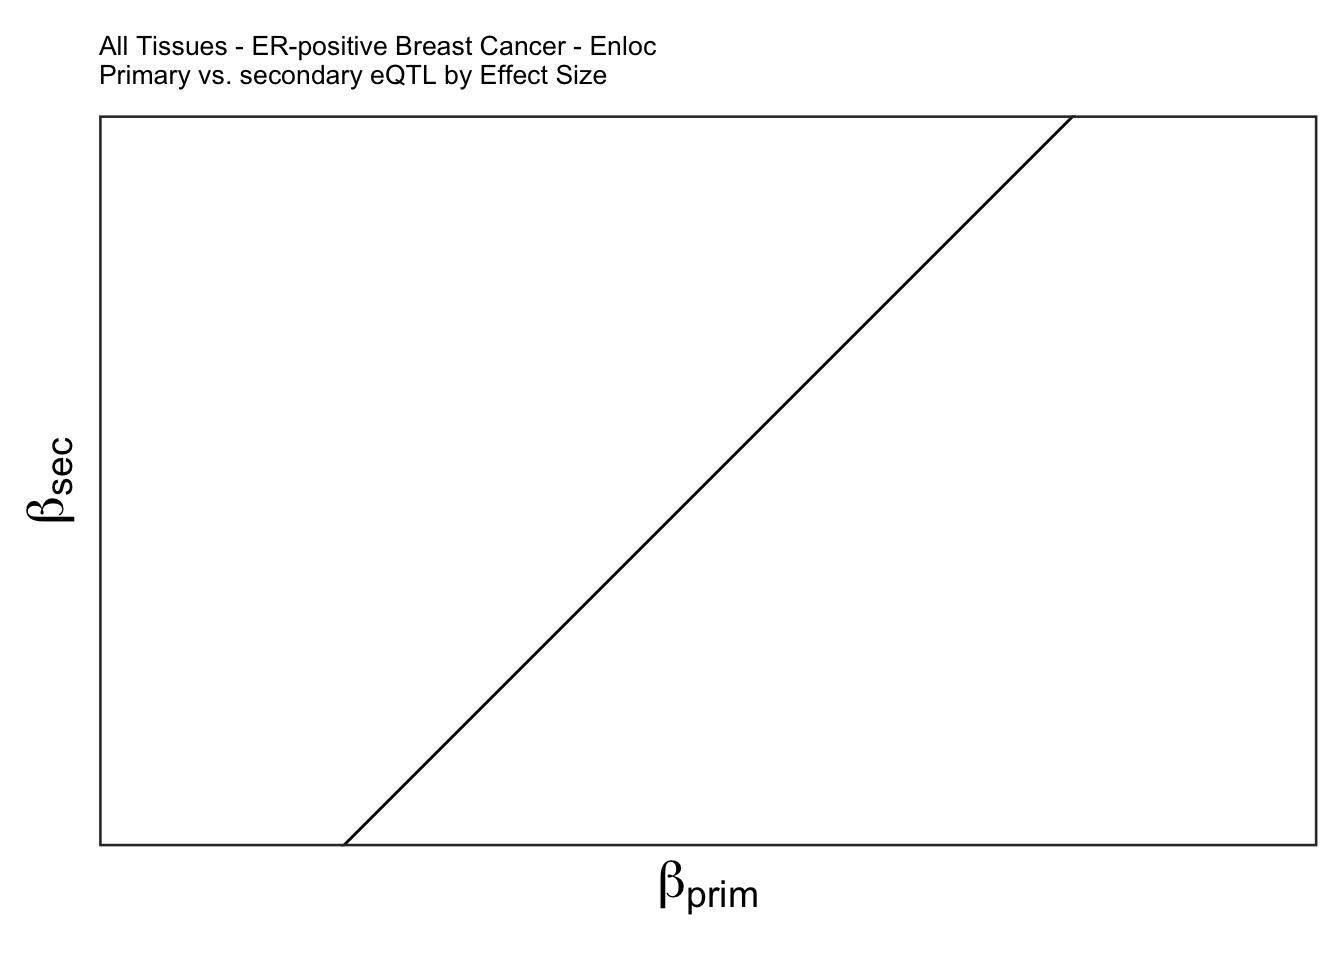 All Tissues - ER-positive Breast Cancer - Enloc
Primary vs. secondary eQTL by Effect Size
βsec
βprim